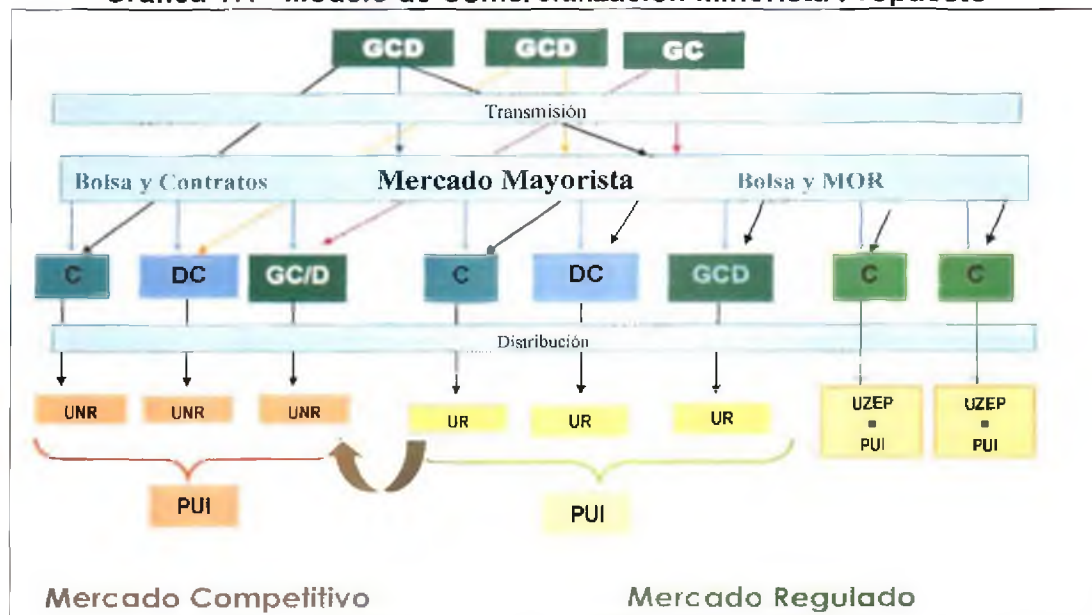 GCD GCD GC
Transmisión
Bolsa y Contratos Mercado Mayorista Bolsa y MOR
C DC GC/D C DC GCD C C
Distribución
UNR UNR UNR UR UR UR UZEP UZEP
PUI PUI
PUI PUI
Mercado Competitivo Mercado Regulado